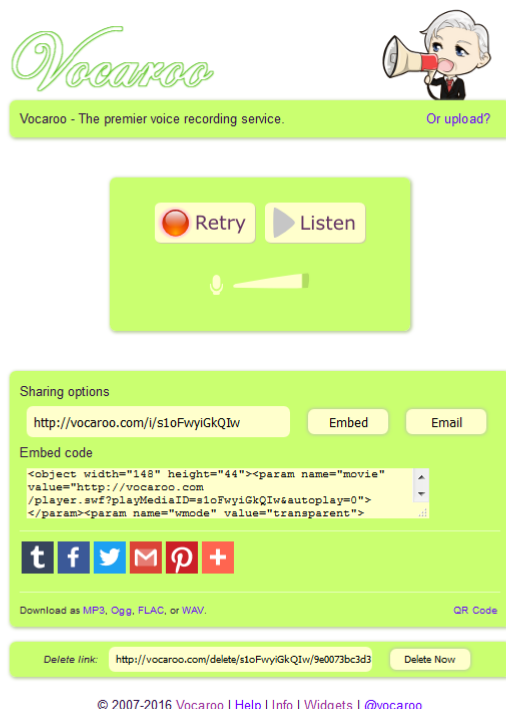 Vocaroo
Vocaroo - The premier voice recording service.
Or upload?
Retry
Listen
Sharing options
http://vocaroo.com/i/s1oFwyiGkQIw
Embed
Email
Embed code
<object width="148" height="44"><param name="movie"
value="http://vocaroo.com
/player.swf?playMediaID=s1oFwyiGkQIw&autoplay=0">
</param><param name="wmode" value="transparent">
t f P +
Download as MP3, Ogg, FLAC, or WAV.
QR Code
Delete link:
http://vocaroo.com/delete/s1oFwyiGkQIw/9e0073bc3d3
Delete Now
© 2007-2016 Vocaroo | Help | Info | Widgets | @vocaroo